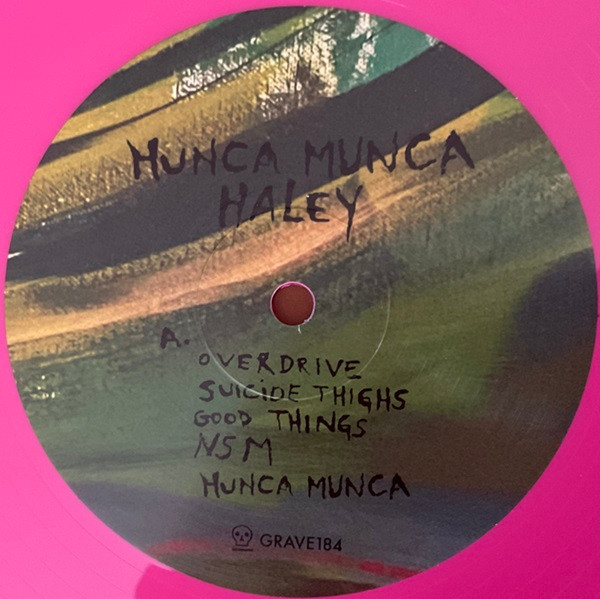 HUNCA MUNCA
HALEY
A.
OVERDRIVE
SUICIDE THIGHS
GOOD THINGS
NSM
HUNCA MUNCA
GRAVE184